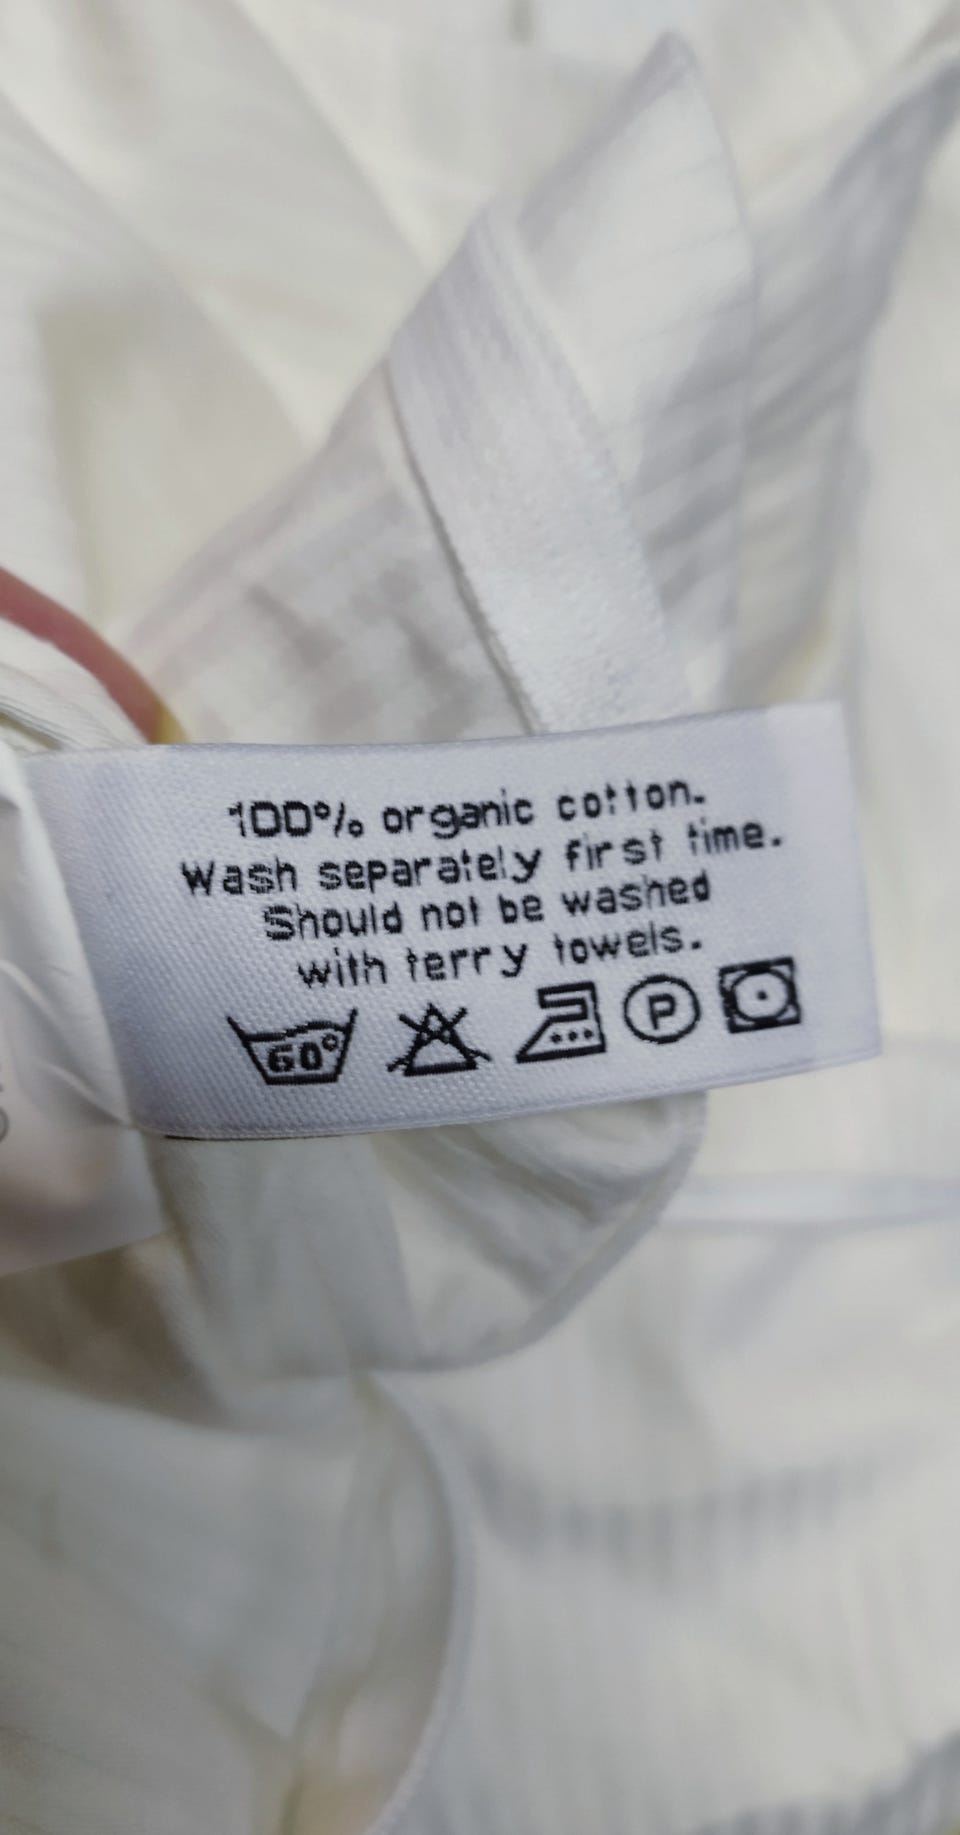 100% organic cotton.
Wash separately first time.
Should not be washed
with terry towels.
60° P